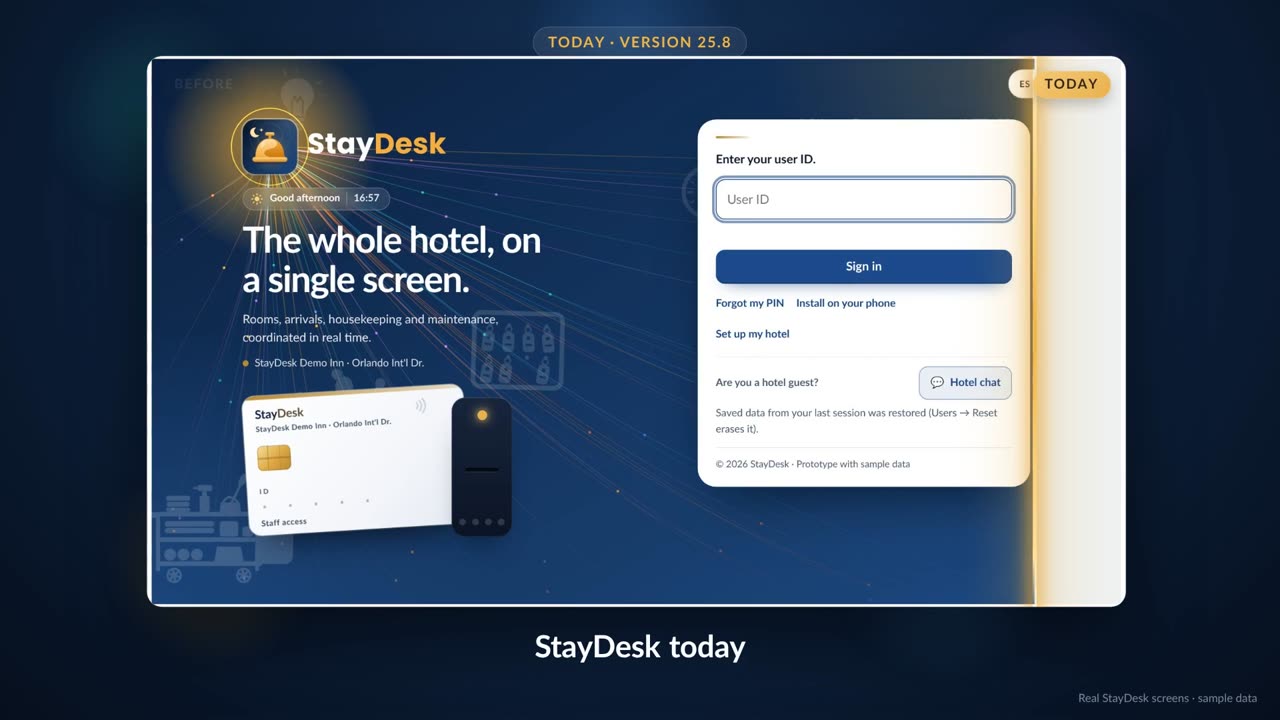 TODAY · VERSION 25.8
BEFORE
ES
TODAY
StayDesk
Good afternoon | 16:57
The whole hotel, on
a single screen.
Rooms, arrivals, housekeeping and maintenance,
coordinated in real time.
StayDesk Demo Inn · Orlando Int'l Dr.
StayDesk
StayDesk Demo Inn · Orlando Int'l Dr.
ID
Staff access
Enter your user ID.
User ID
Sign in
Forgot my PIN Install on your phone
Set up my hotel
Are you a hotel guest?
Hotel chat
Saved data from your last session was restored (Users → Reset
erases it).
© 2026 StayDesk · Prototype with sample data
StayDesk today
Real StayDesk screens · sample data